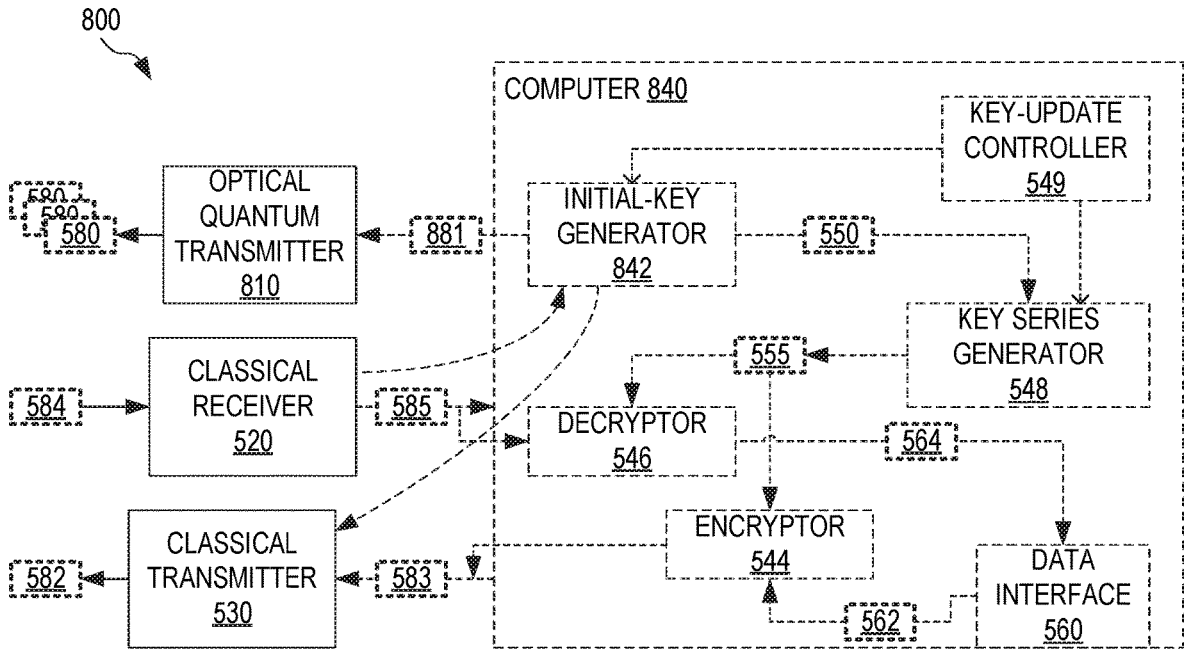 800
COMPUTER 840
KEY-UPDATE
CONTROLLER
549
OPTICAL
QUANTUM
TRANSMITTER
810
580
580
580
881
INITIAL-KEY
GENERATOR
842
550
KEY SERIES
GENERATOR
548
555
584
CLASSICAL
RECEIVER
520
585
DECRYPTOR
546
564
ENCRYPTOR
544
582
CLASSICAL
TRANSMITTER
530
583
562
DATA
INTERFACE
560